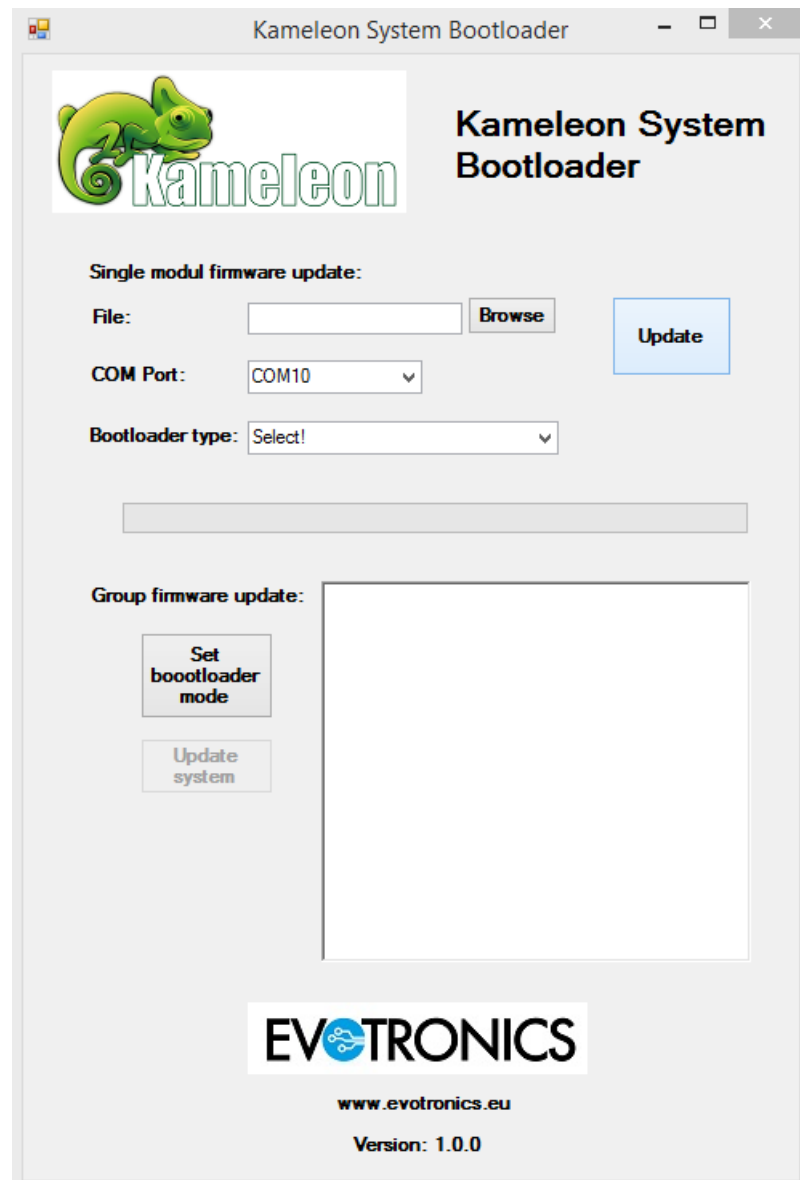 Kameleon System Bootloader
Kameleon
Kameleon System
Bootloader
Single modul firmware update:
File:
Browse
Update
COM Port:
COM10
Bootloader type:
Select!
Group firmware update:
Set
boootloader
mode
Update
system
EVOTRONICS
www.evotronics.eu
Version: 1.0.0